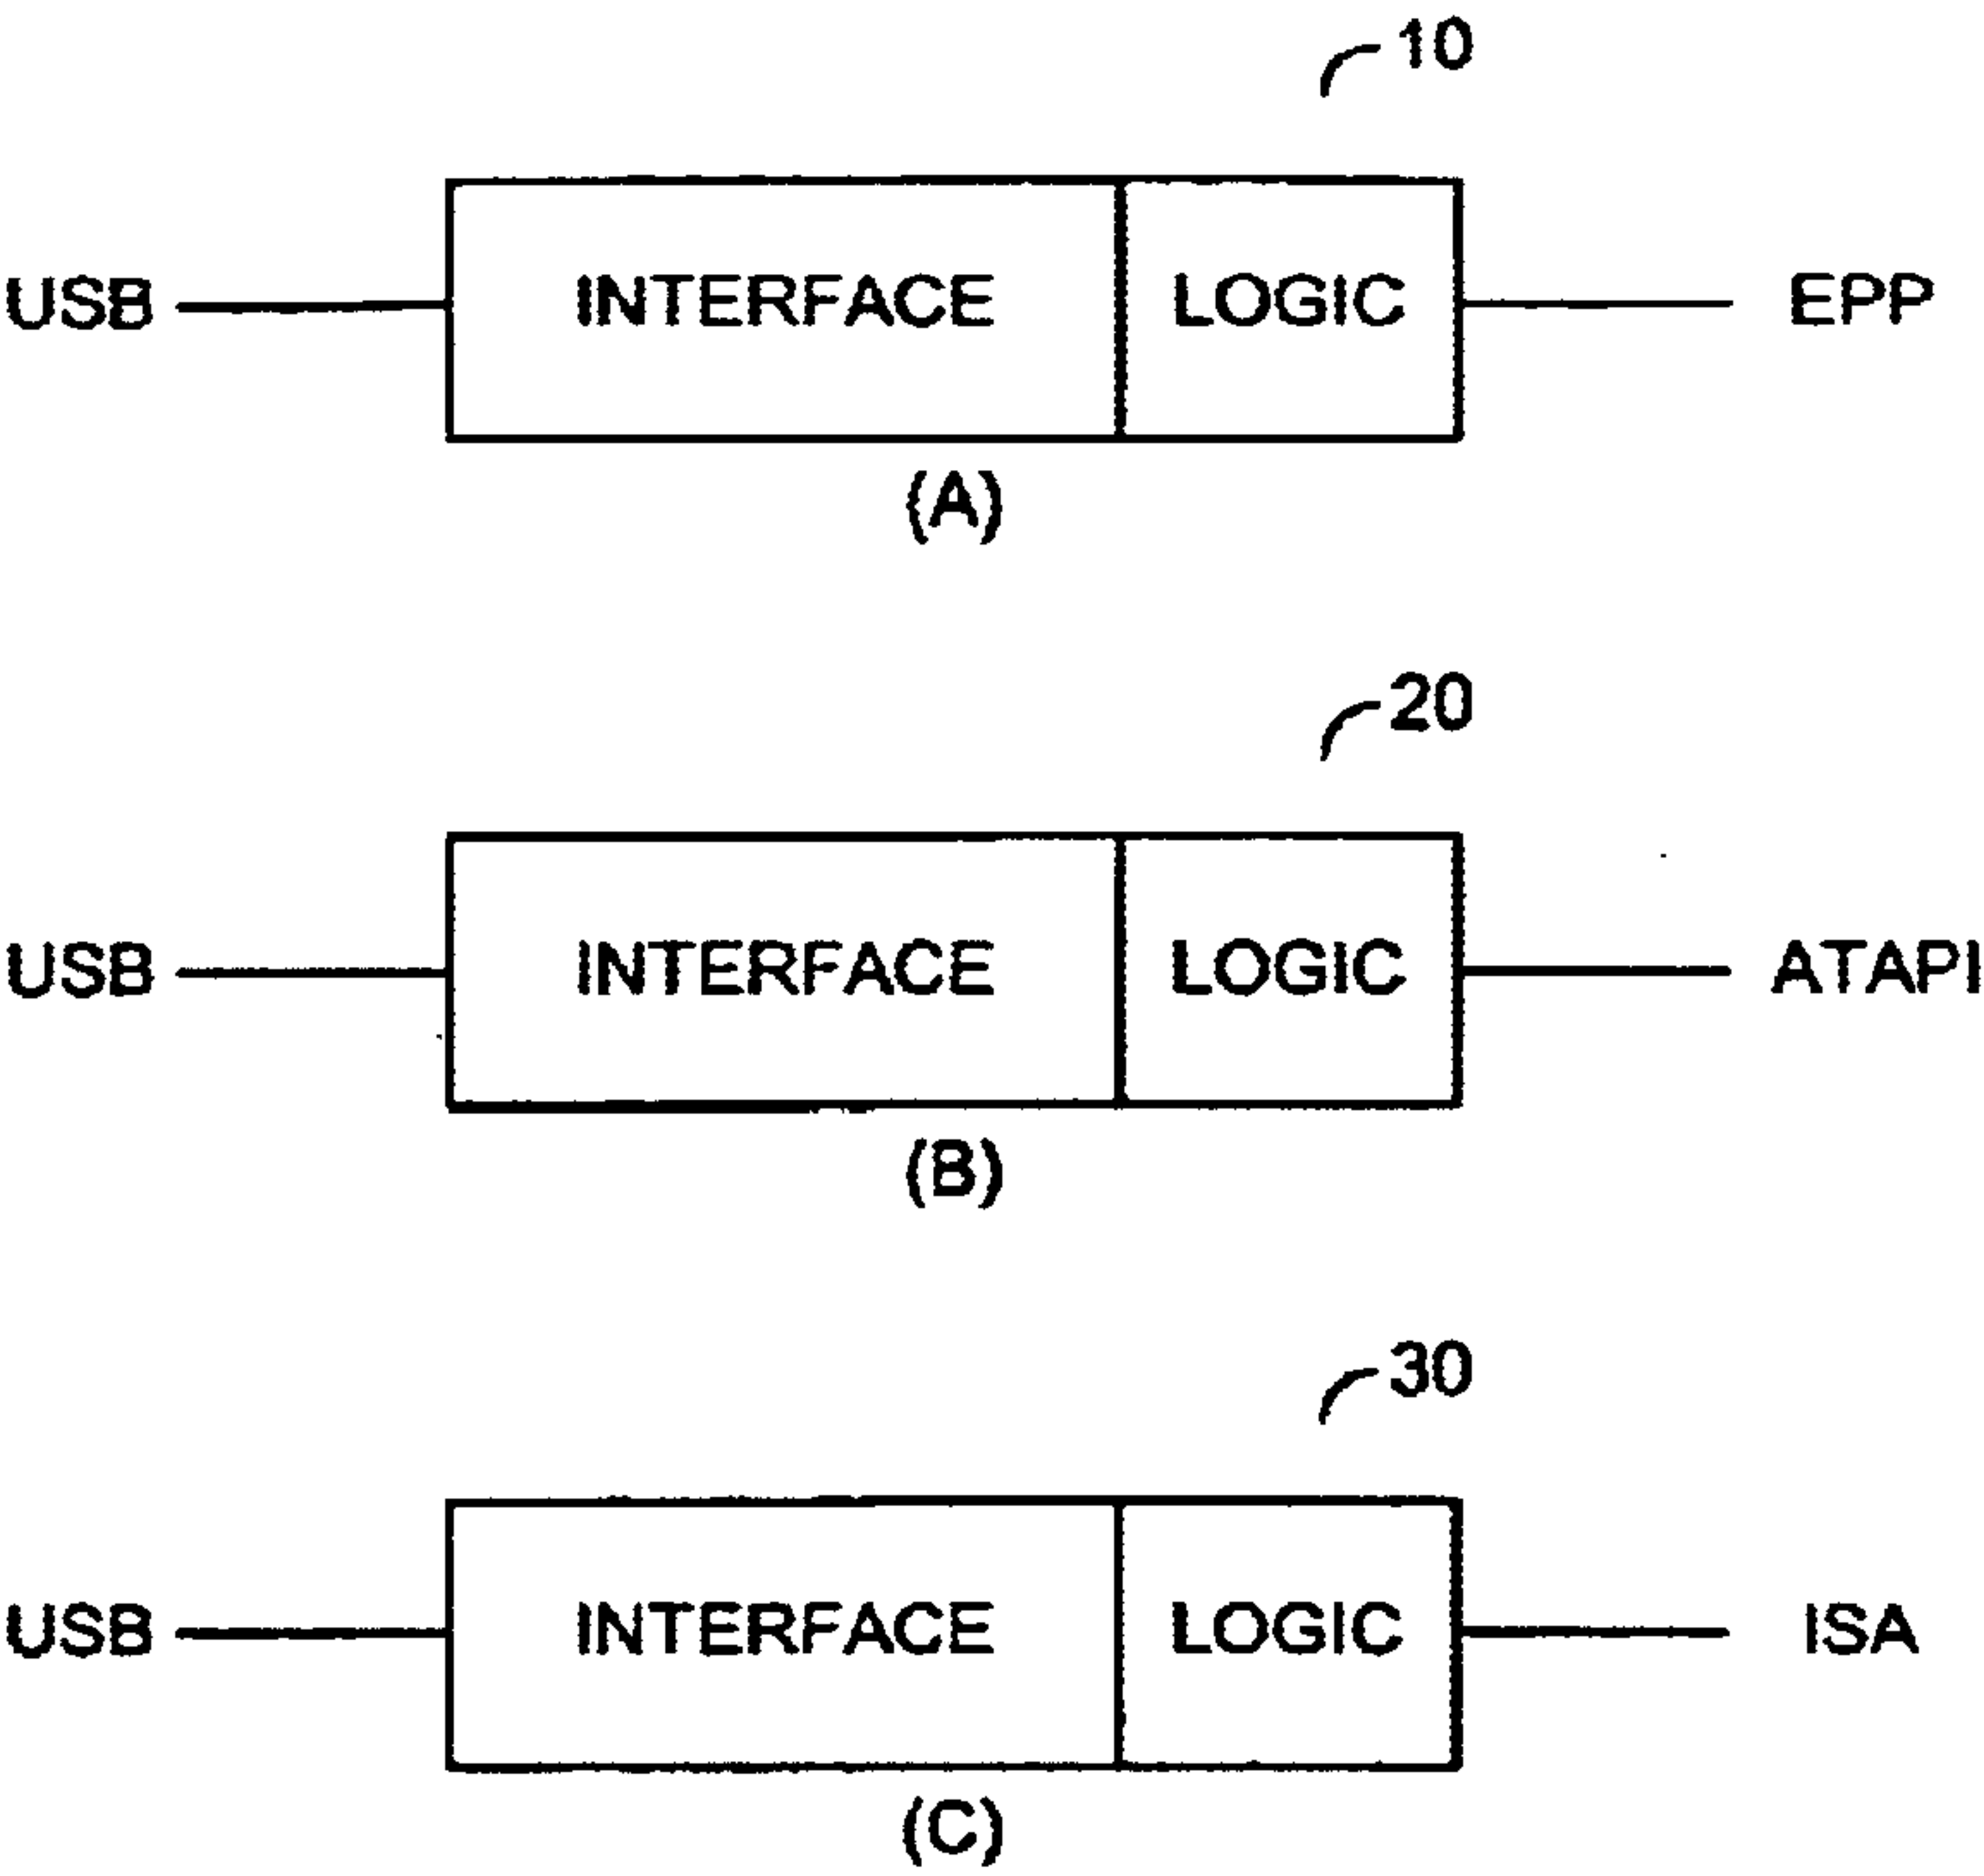 10
USB INTERFACE LOGIC EPP
(A)
20
USB INTERFACE LOGIC ATAPI
(B)
30
USB INTERFACE LOGIC ISA
(C)